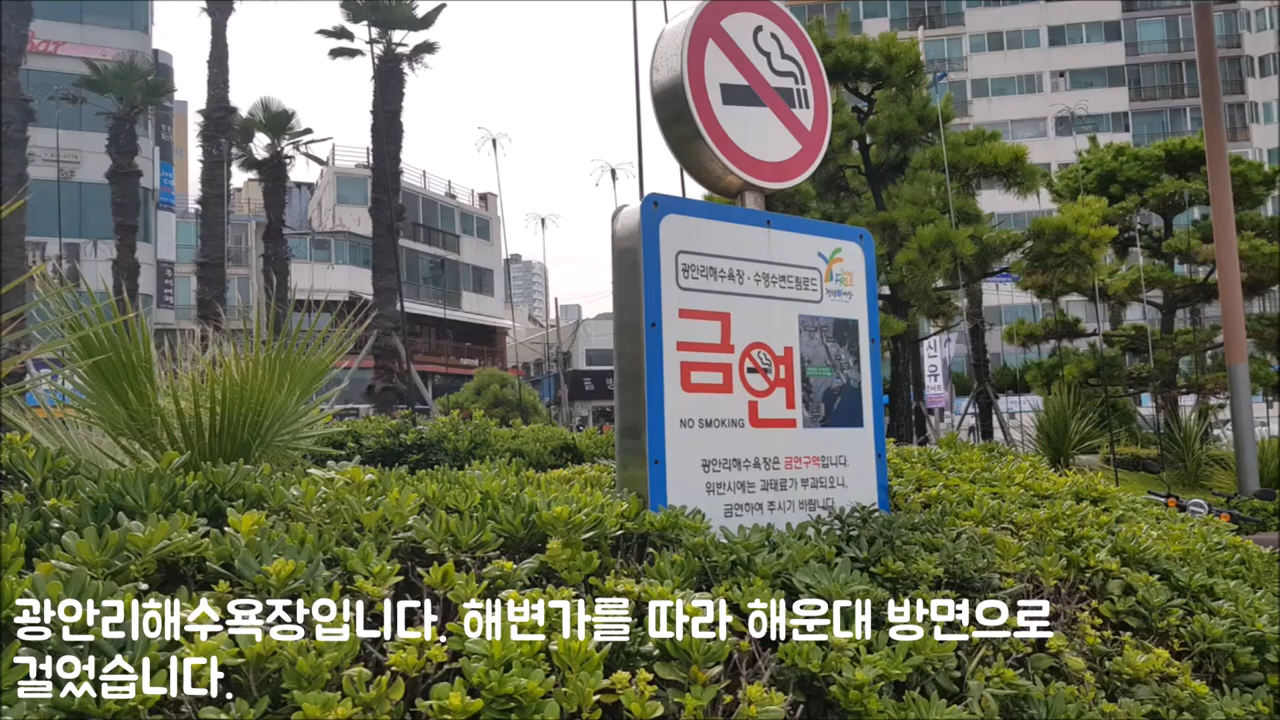 광안리해수욕장 · 수영수변드림로드
금연
NO SMOKING
광안리해수욕장은 금연구역입니다.
위반시에는 과태료가 부과되오니,
금연하여 주시기 바랍니다.
신유
광안리해수욕장입니다. 해변가를 따라 해운대 방면으로
걸었습니다.